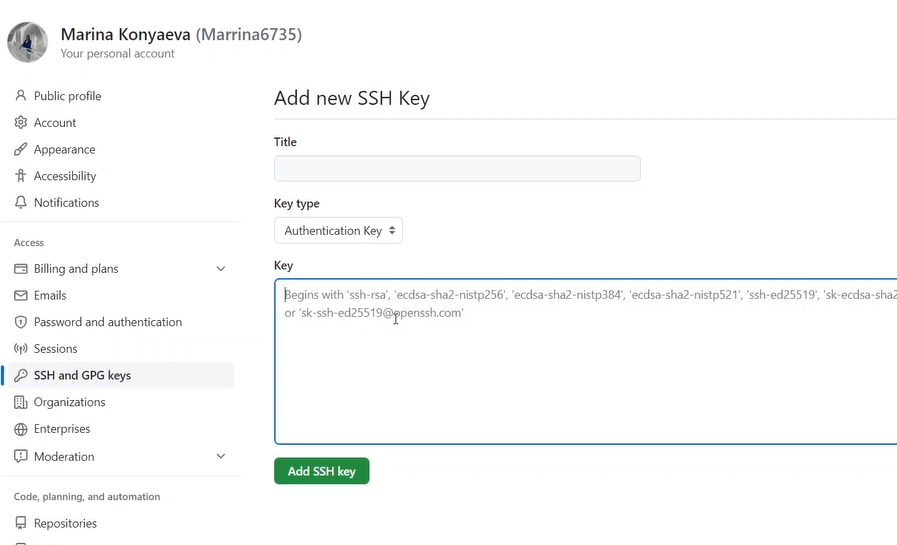 Marina Konyaeva (Marrina6735)
Your personal account
Public profile
Account
Appearance
Accessibility
Notifications
Access
Billing and plans
Emails
Password and authentication
Sessions
SSH and GPG keys
Organizations
Enterprises
Moderation
Code, planning, and automation
Repositories
Add new SSH Key
Title
Key type
Authentication Key
Key
Begins with 'ssh-rsa', 'ecdsa-sha2-nistp256', 'ecdsa-sha2-nistp384', 'ecdsa-sha2-nistp521', 'ssh-ed25519', 'sk-ecdsa-sha2
or 'sk-ssh-ed25519@openssh.com'
Add SSH key